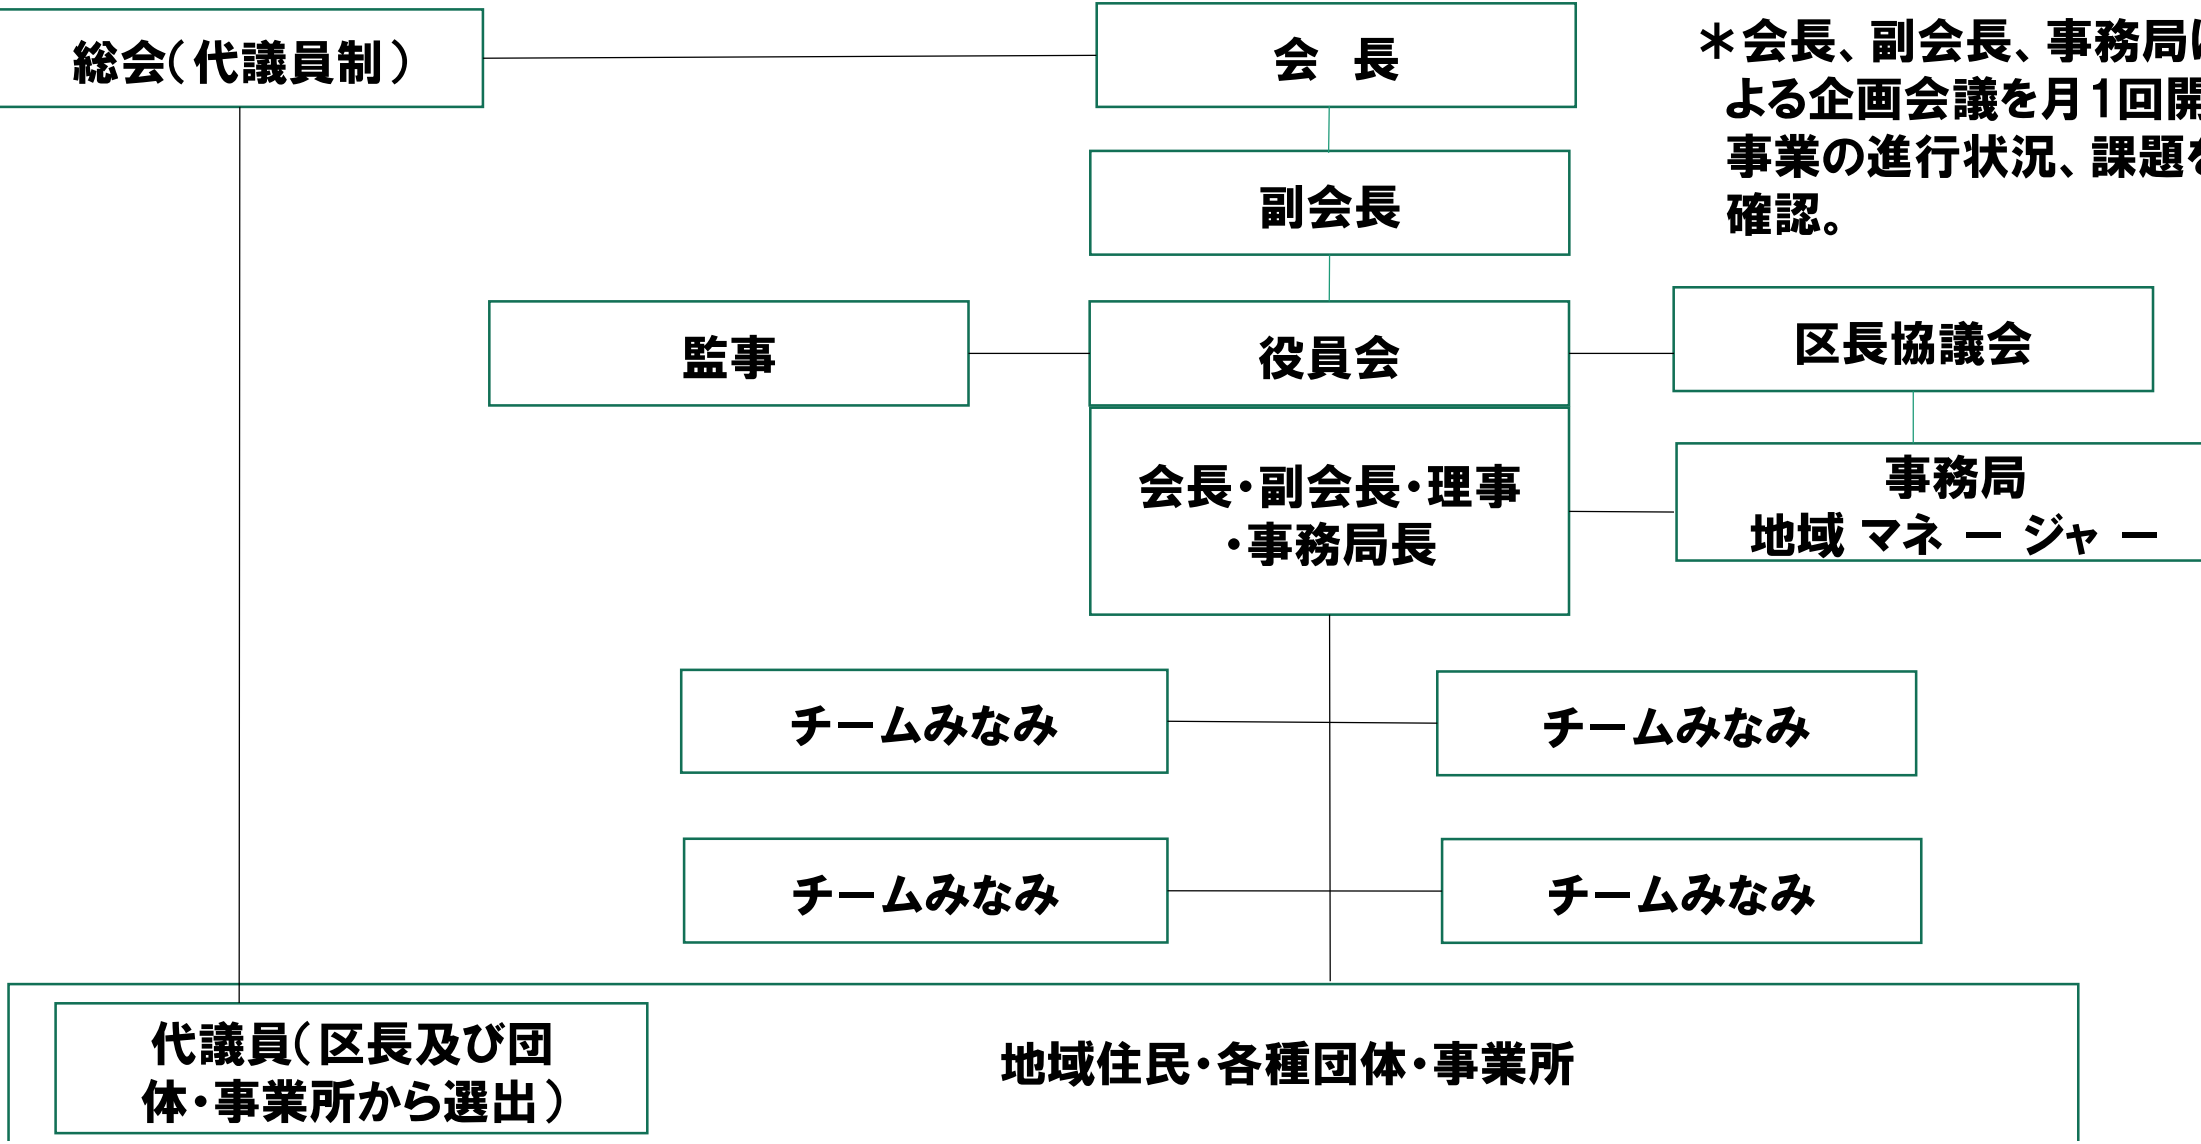 総会(代議員制)
会 長
＊会長、副会長、事務局に
よる企画会議を月1回開
事業の進行状況、課題を
確認。
副会長
監事
役員会
区長協議会
会長・副会長・理事
・事務局長
事務局
地域 マネ ー ジャ ー
チームみなみ
チームみなみ
チームみなみ
チームみなみ
代議員(区長及び団
体・事業所から選出)
地域住民・各種団体・事業所